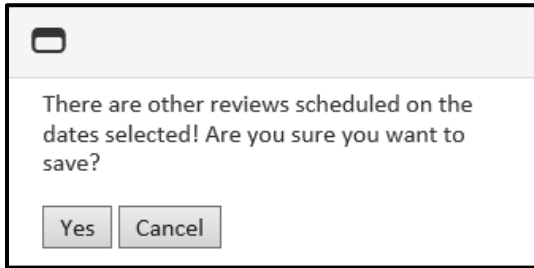 There are other reviews scheduled on the
dates selected! Are you sure you want to
save?
Yes Cancel